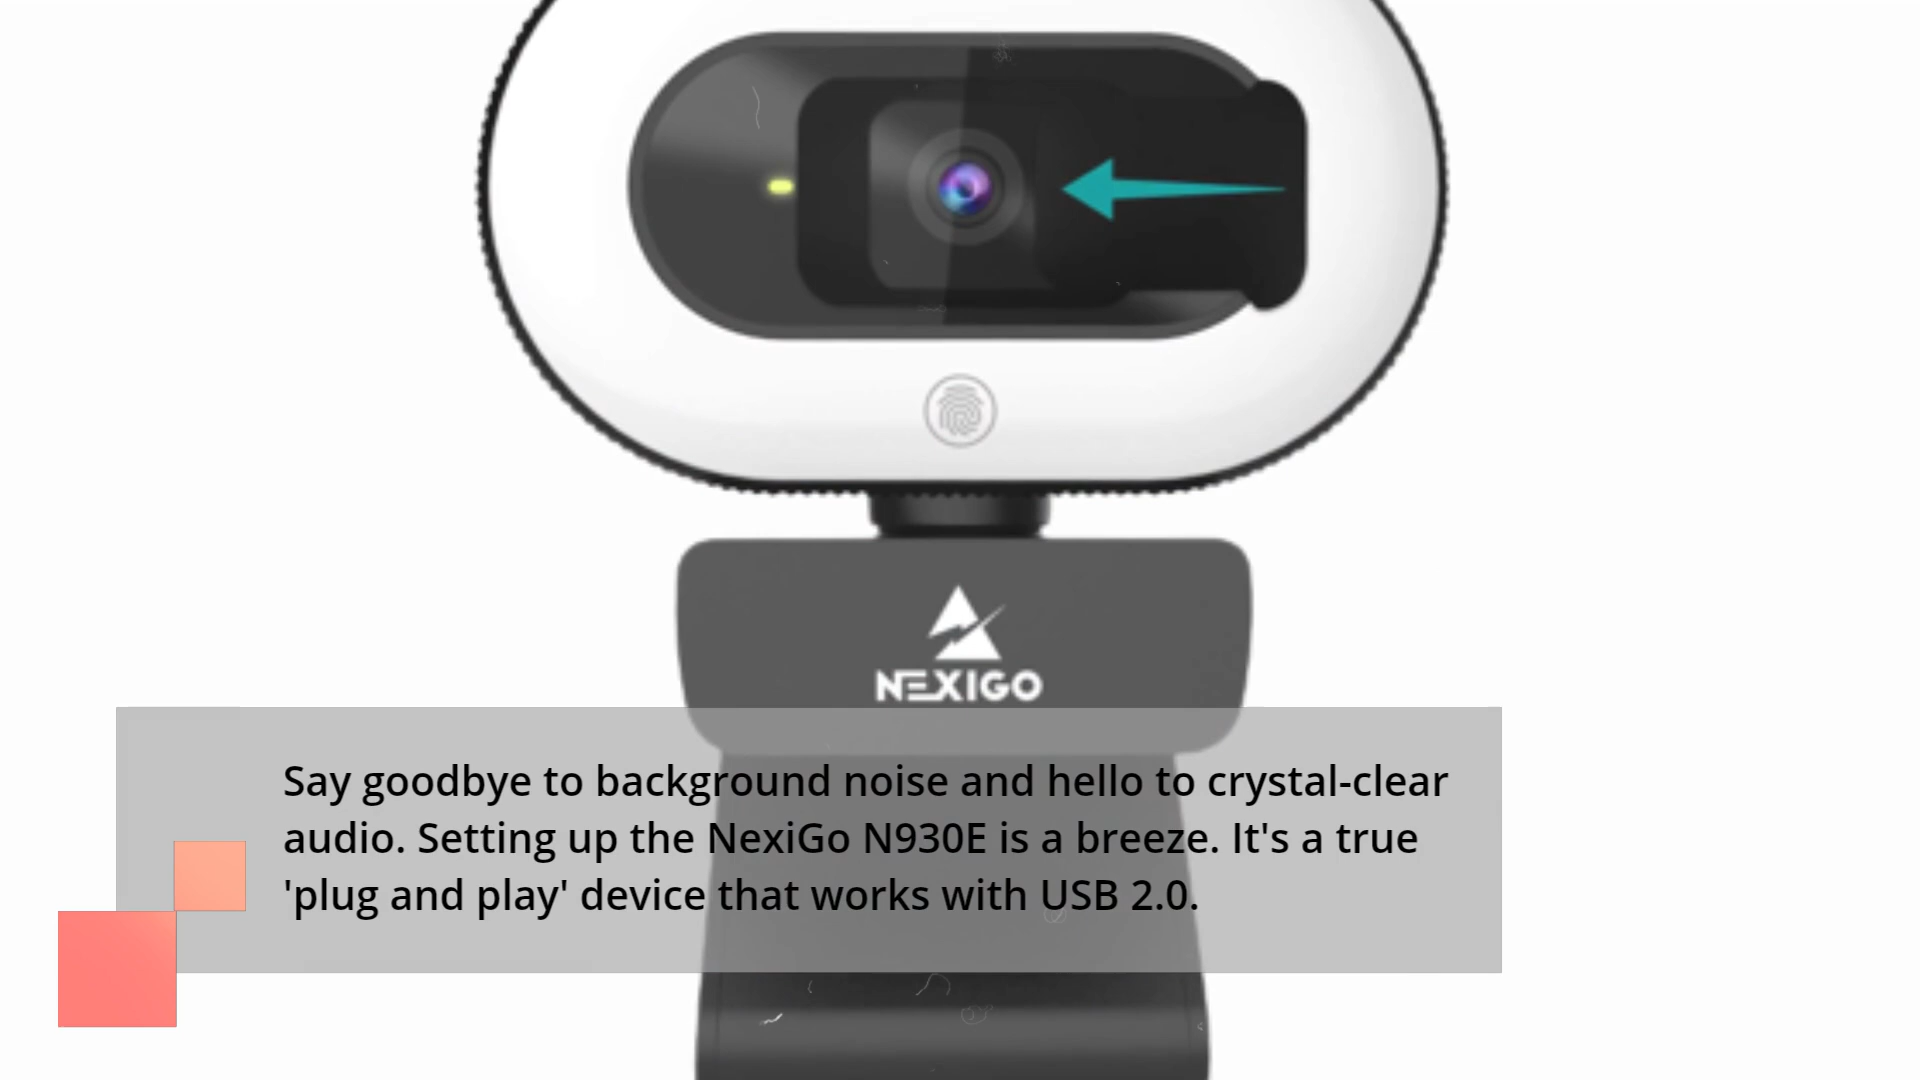 NEXIGO
Say goodbye to background noise and hello to crystal-clear
audio. Setting up the NexiGo N930E is a breeze. It's a true
'plug and play' device that works with USB 2.0.